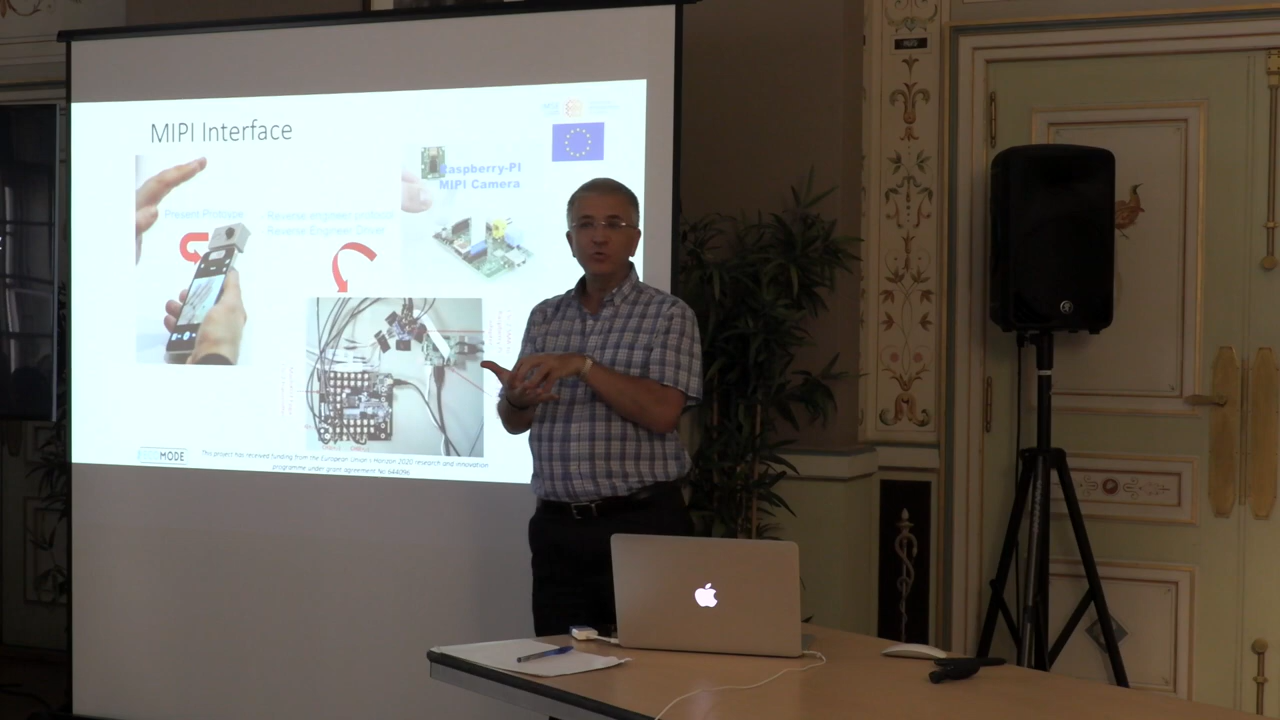 MIPI Interface
Raspberry-PI
MIPI Camera
Present Prototype
Reverse engineer protocol
Reverse Engineer Driver
MODE
This project has received funding from the European Union's Horizon 2020 research and innovation
programme under grant agreement No 644096